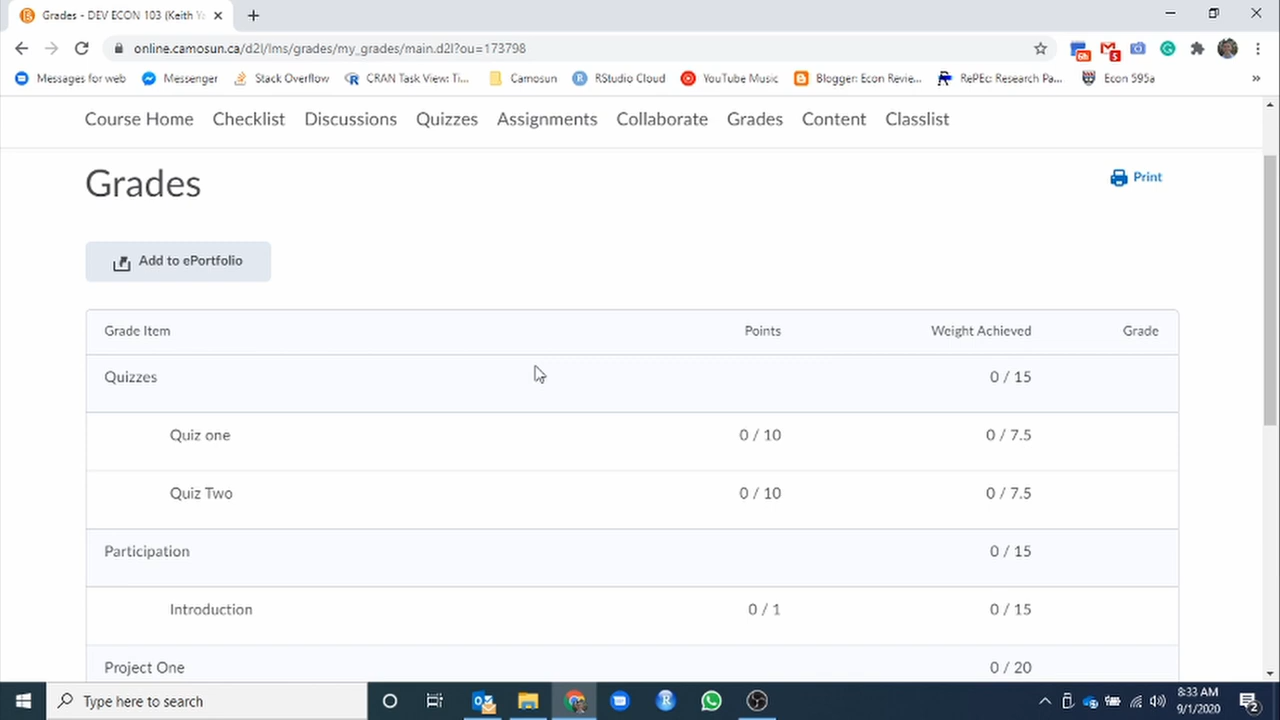 Grades - DEV ECON 103 (Keith Ya
online.camosun.ca/d2l/lms/grades/my_grades/main.d2l?ou=173798
6h
5
Messages for web Messenger Stack Overflow CRAN Task View: Ti... Camosun RStudio Cloud YouTube Music Blogger: Econ Revie... RePEc: Research Pa... Econ 595a »
Course Home Checklist Discussions Quizzes Assignments Collaborate Grades Content Classlist
Grades
Print
Add to ePortfolio
Grade Item Points Weight Achieved Grade
Quizzes 0 / 15
Quiz one 0 / 10 0 / 7.5
Quiz Two 0 / 10 0 / 7.5
Participation 0 / 15
Introduction 0 / 1 0 / 15
Project One 0 / 20
Type here to search
8:33 AM
9/1/2020
2